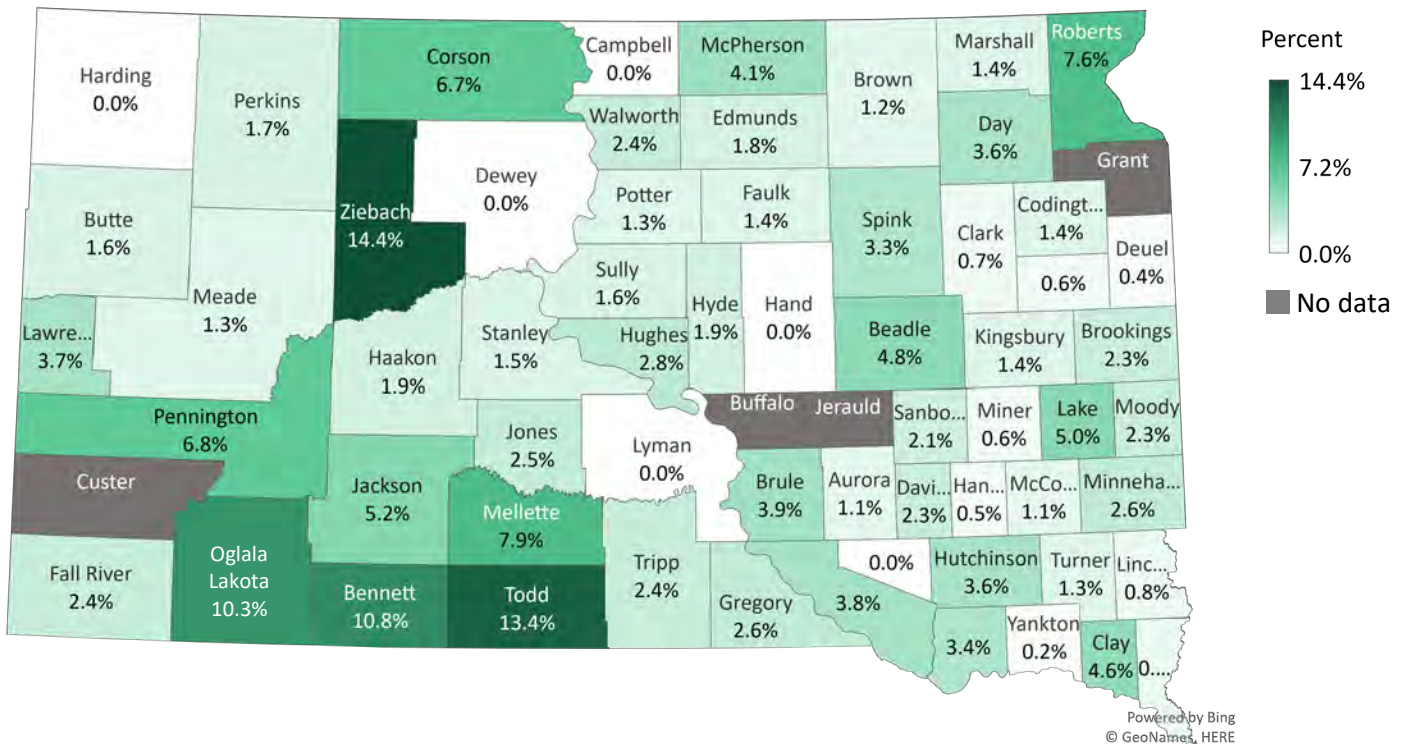 Harding
0.0%
Perkins
1.7%
Corson
6.7%
Campbell
0.0%
McPherson
4.1%
Brown
1.2%
Marshall
1.4%
Roberts
7.6%
Percent
14.4%
7.2%
0.0%
No data
Walworth
2.4%
Edmunds
1.8%
Day
3.6%
Grant
Butte
1.6%
Ziebach
14.4%
Dewey
0.0%
Potter
1.3%
Faulk
1.4%
Spink
3.3%
Clark
0.7%
Codingt...
1.4%
Deuel
0.4%
0.6%
Meade
1.3%
Sully
1.6%
Hyde
1.9%
Hand
0.0%
Lawre...
3.7%
Haakon
1.9%
Stanley
1.5%
Hughes
2.8%
Beadle
4.8%
Kingsbury
1.4%
Brookings
2.3%
Pennington
6.8%
Jones
2.5%
Lyman
0.0%
Buffalo
Jerauld
Sanbo...
2.1%
Miner
0.6%
Lake
5.0%
Moody
2.3%
Custer
Jackson
5.2%
Mellette
7.9%
Brule
3.9%
Aurora
1.1%
Davi...
2.3%
Han...
0.5%
McCo...
1.1%
Minneha...
2.6%
Fall River
2.4%
Oglala
Lakota
10.3%
Bennett
10.8%
Todd
13.4%
Tripp
2.4%
Gregory
2.6%
0.0%
3.8%
Hutchinson
3.6%
Turner
1.3%
Linc...
0.8%
3.4%
Yankton
0.2%
Clay
4.6%
0....
Powered by Bing
© GeoNames, HERE